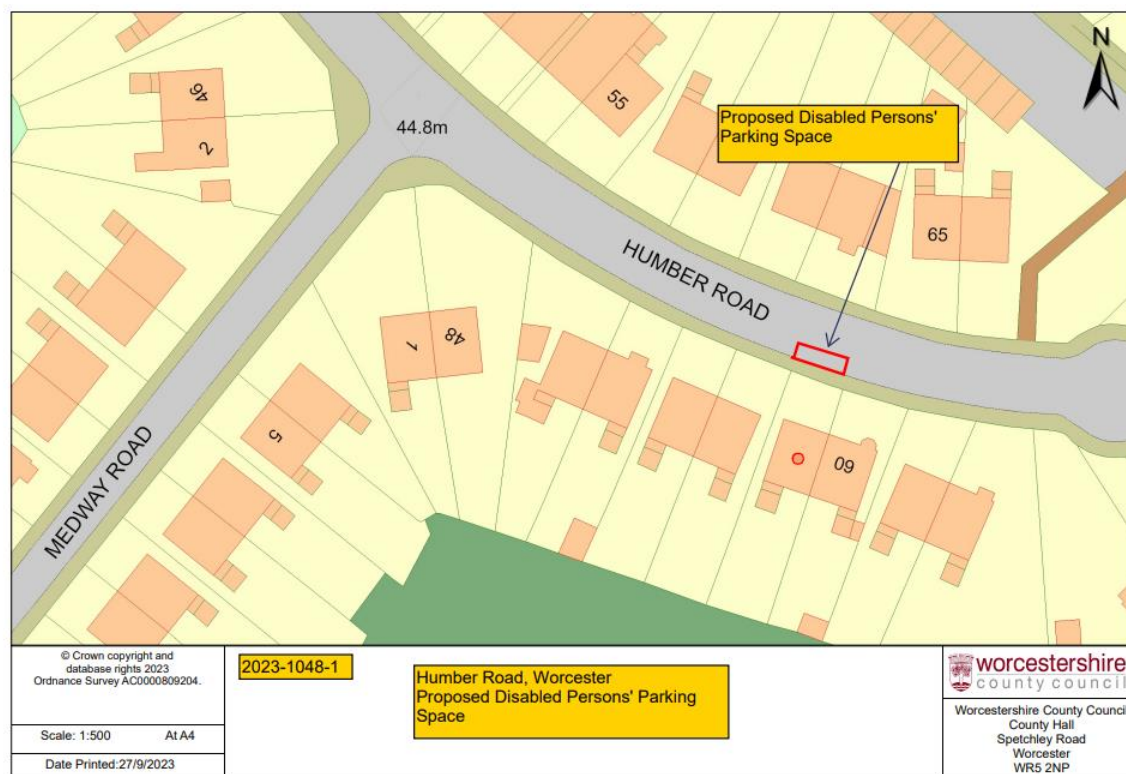 N
46
2
44.8m
55
Proposed Disabled Persons'
Parking Space
65
HUMBER ROAD
1
48
5
60
MEDWAY ROAD
© Crown copyright and
database rights 2023
Ordnance Survey AC0000809204.
Scale: 1:500 At A4
Date Printed:27/9/2023
2023-1048-1
Humber Road, Worcester
Proposed Disabled Persons' Parking
Space
worcestershire
county council
Worcestershire County Council
County Hall
Spetchley Road
Worcester
WR5 2NP